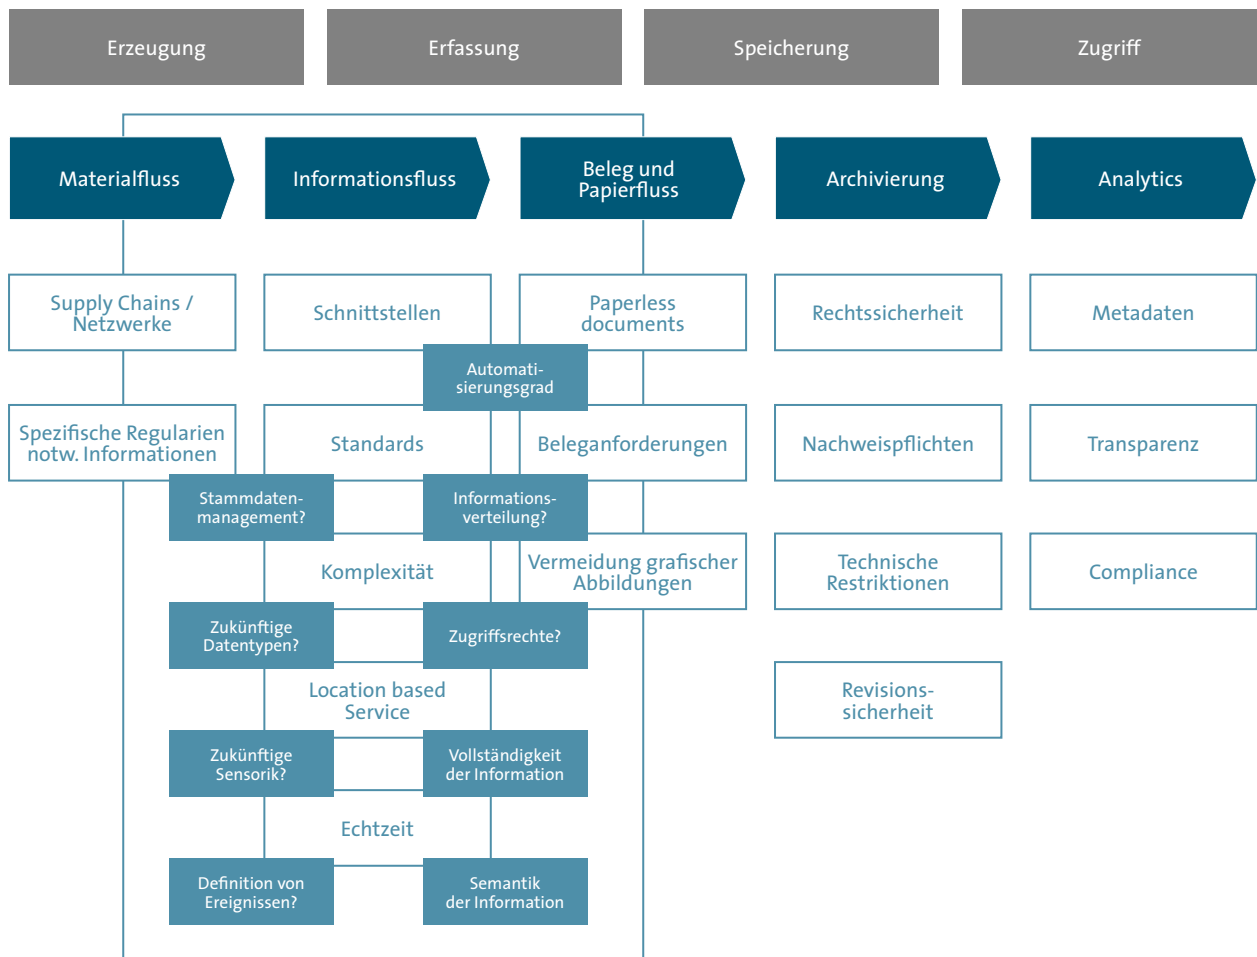 Erzeugung
Erfassung
Speicherung
Zugriff
Materialfluss
Informationsfluss
Beleg und
Papierfluss
Archivierung
Analytics
Supply Chains /
Netzwerke
Schnittstellen
Paperless
documents
Rechtssicherheit
Metadaten
Automati-
sierungsgrad
Spezifische Regularien
notw. Informationen
Standards
Beleganforderungen
Nachweispflichten
Transparenz
Stammdaten-
management?
Informations-
verteilung?
Komplexität
Vermeidung grafischer
Abbildungen
Technische
Restriktionen
Compliance
Zukünftige
Datentypen?
Zugriffsrechte?
Location based
Service
Revisions-
sicherheit
Zukünftige
Sensorik?
Vollständigkeit
der Information
Echtzeit
Definition von
Ereignissen?
Semantik
der Information